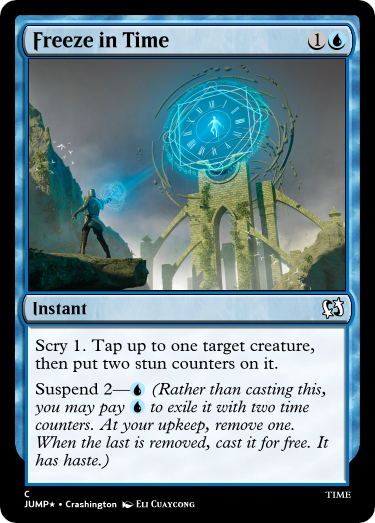 Freeze in Time
1
Instant
Scry 1. Tap up to one target creature,
then put two stun counters on it.
Suspend 2— (Rather than casting this,
you may pay to exile it with two time
counters. At your upkeep, remove one.
When the last is removed, cast it for free. It
has haste.)
C
TIME
JUMP★ • Crashington Eli Cuaycong